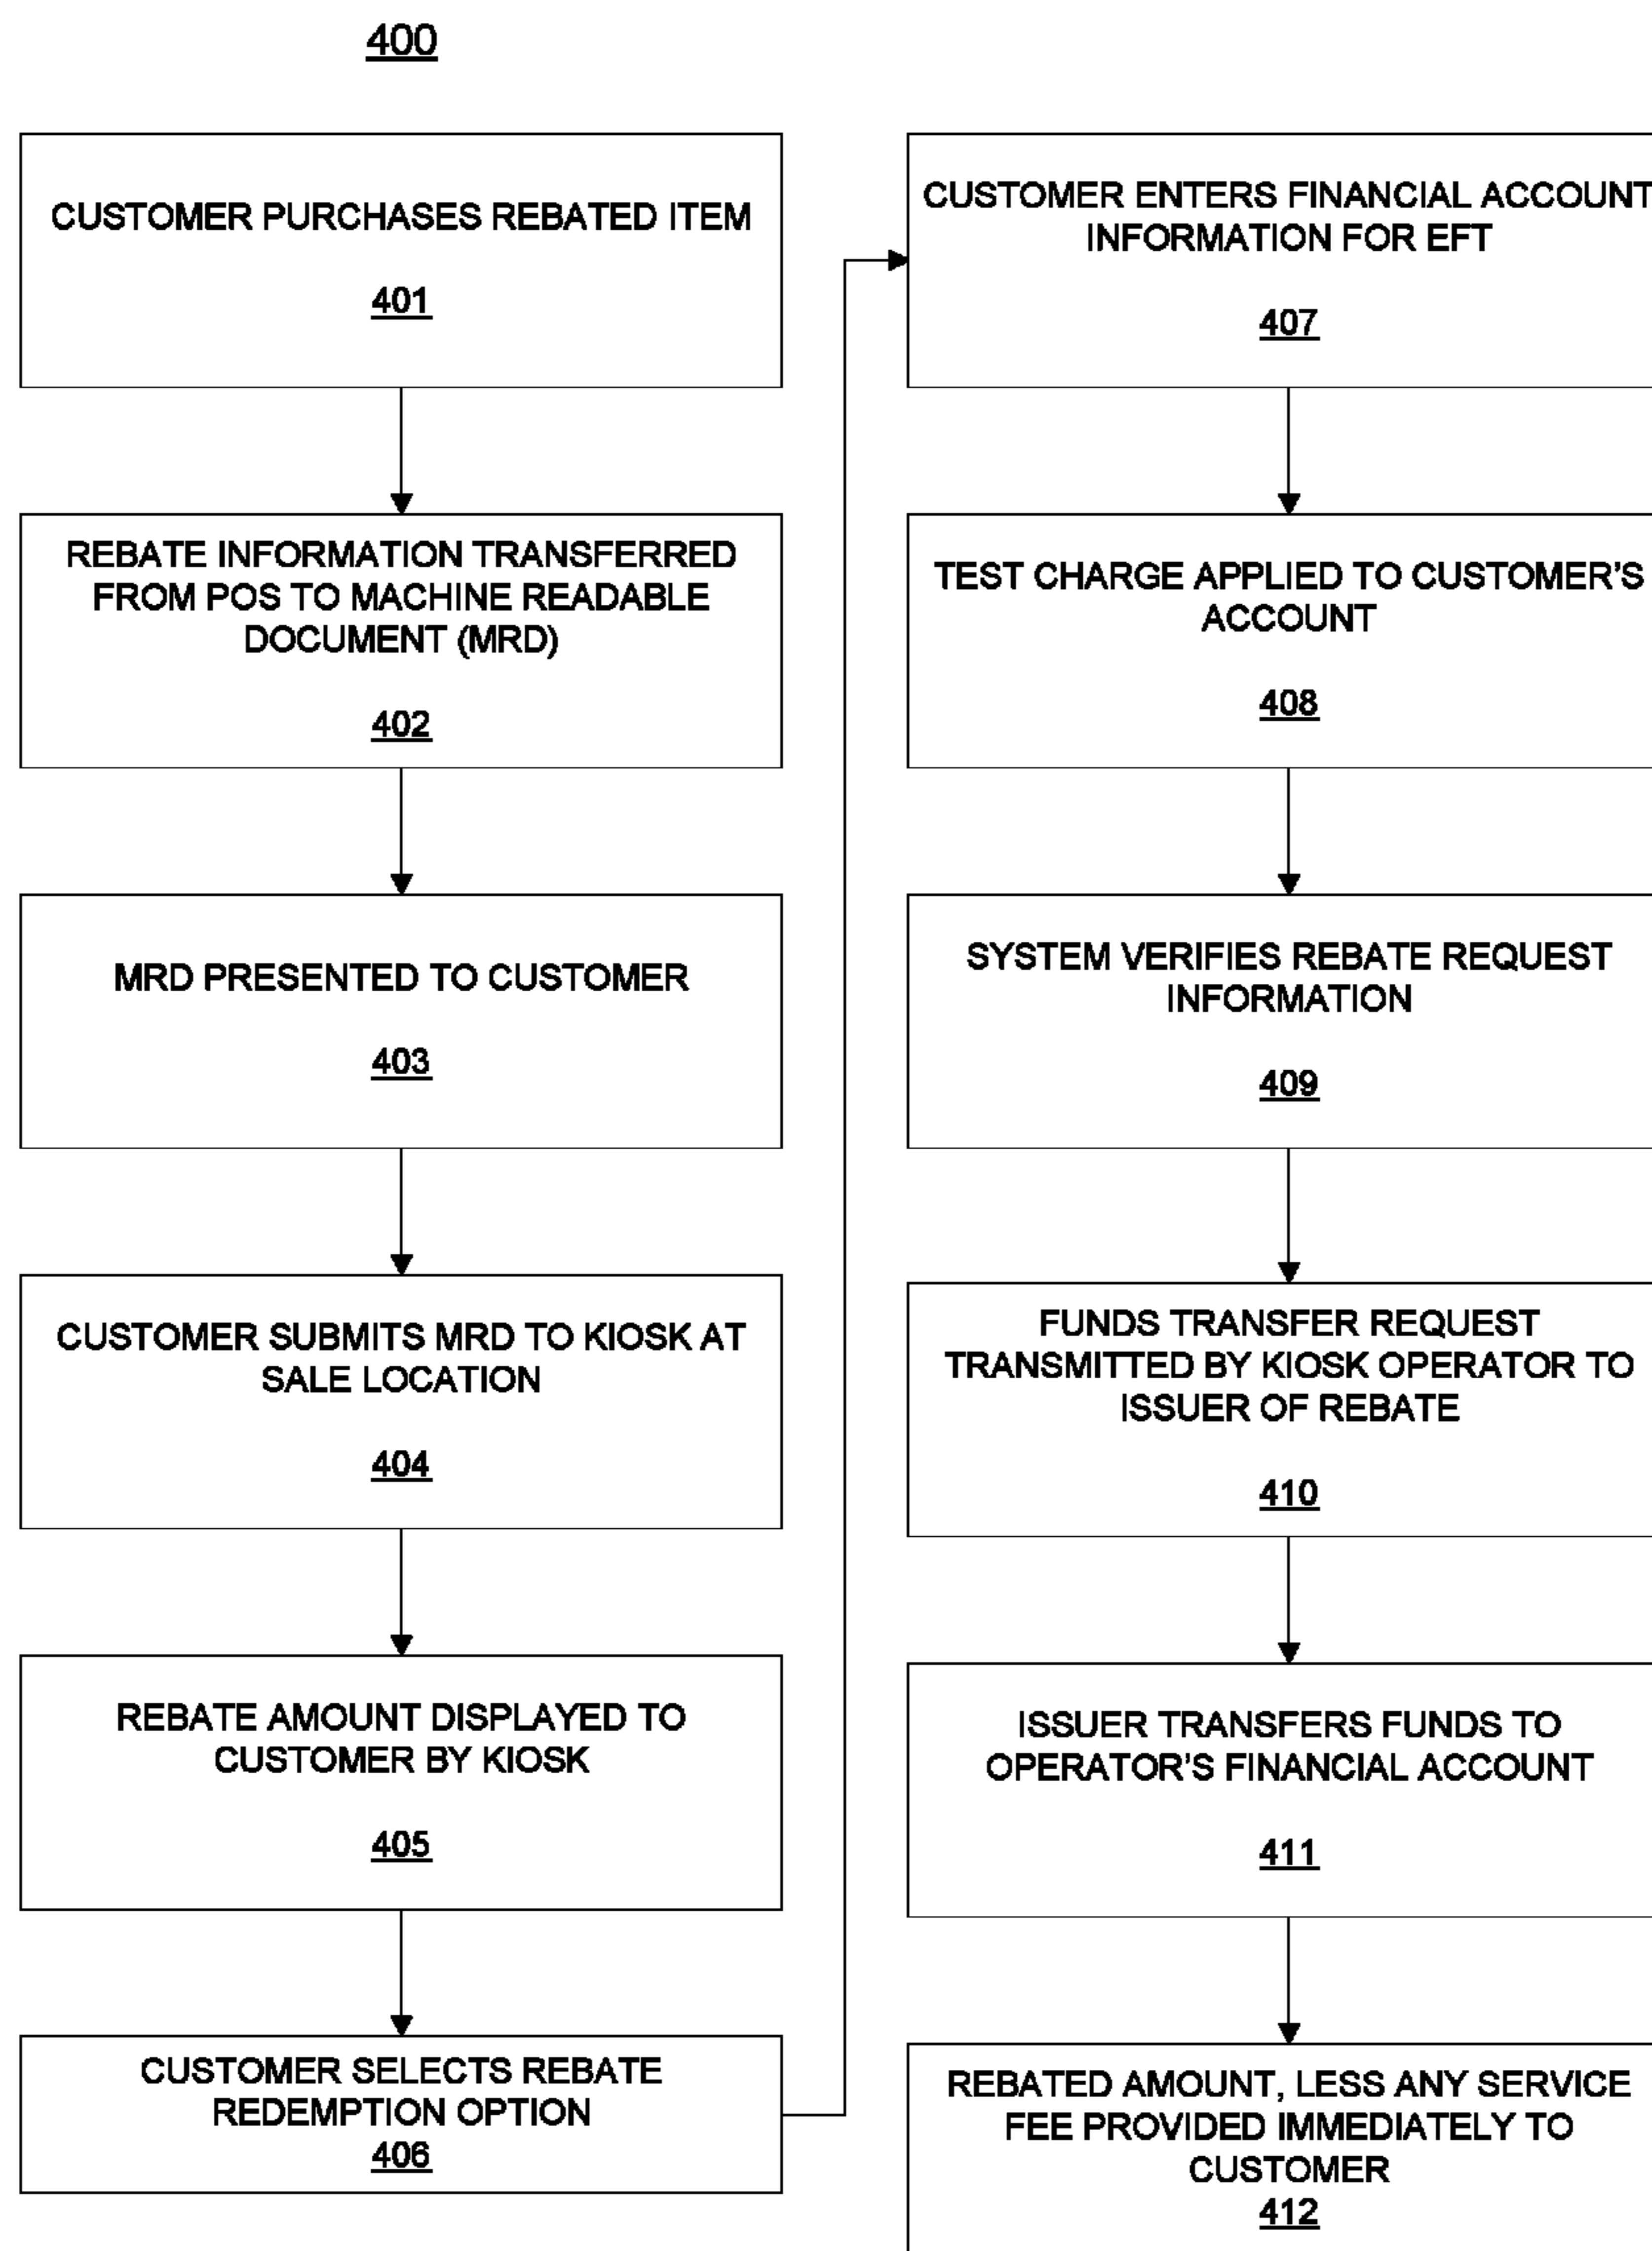 400
CUSTOMER PURCHASES REBATED ITEM
401
REBATE INFORMATION TRANSFERRED
FROM POS TO MACHINE READABLE
DOCUMENT (MRD)
402
MRD PRESENTED TO CUSTOMER
403
CUSTOMER SUBMITS MRD TO KIOSK AT
SALE LOCATION
404
REBATE AMOUNT DISPLAYED TO
CUSTOMER BY KIOSK
405
CUSTOMER SELECTS REBATE
REDEMPTION OPTION
406
CUSTOMER ENTERS FINANCIAL ACCOUNT
INFORMATION FOR EFT
407
TEST CHARGE APPLIED TO CUSTOMER'S
ACCOUNT
408
SYSTEM VERIFIES REBATE REQUEST
INFORMATION
409
FUNDS TRANSFER REQUEST
TRANSMITTED BY KIOSK OPERATOR TO
ISSUER OF REBATE
410
ISSUER TRANSFERS FUNDS TO
OPERATOR'S FINANCIAL ACCOUNT
411
REBATED AMOUNT, LESS ANY SERVICE
FEE PROVIDED IMMEDIATELY TO
CUSTOMER
412